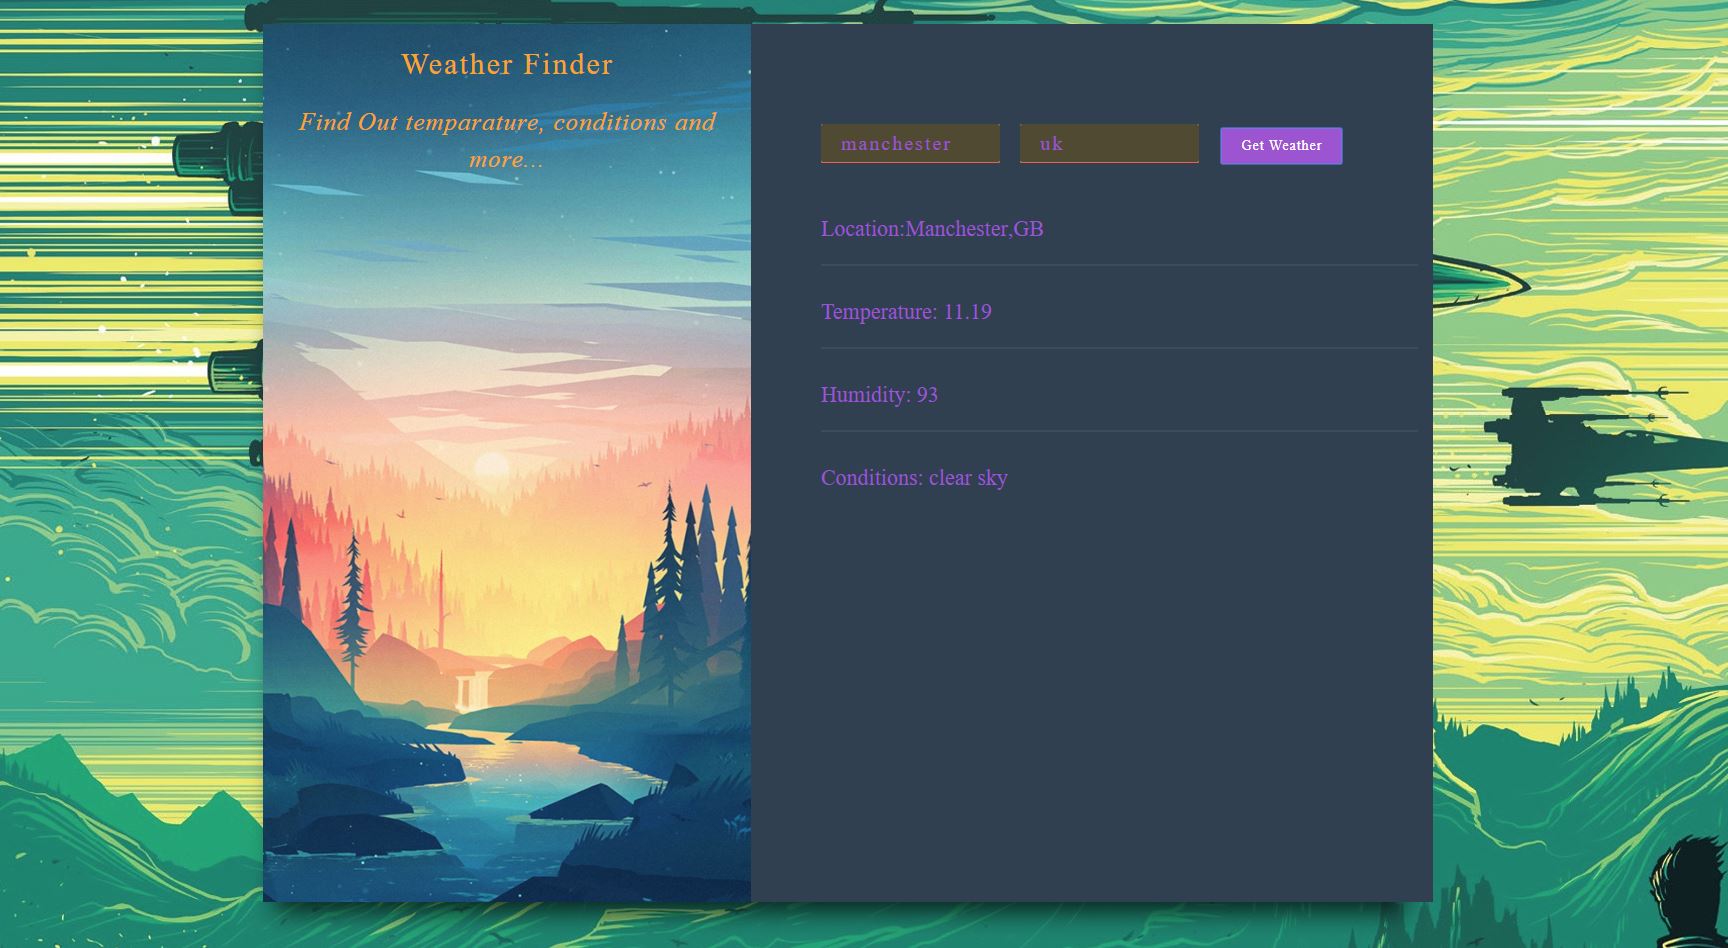 Weather Finder
Find Out temparature, conditions and
more...
manchester
uk
Get Weather
Location:Manchester,GB
Temperature: 11.19
Humidity: 93
Conditions: clear sky